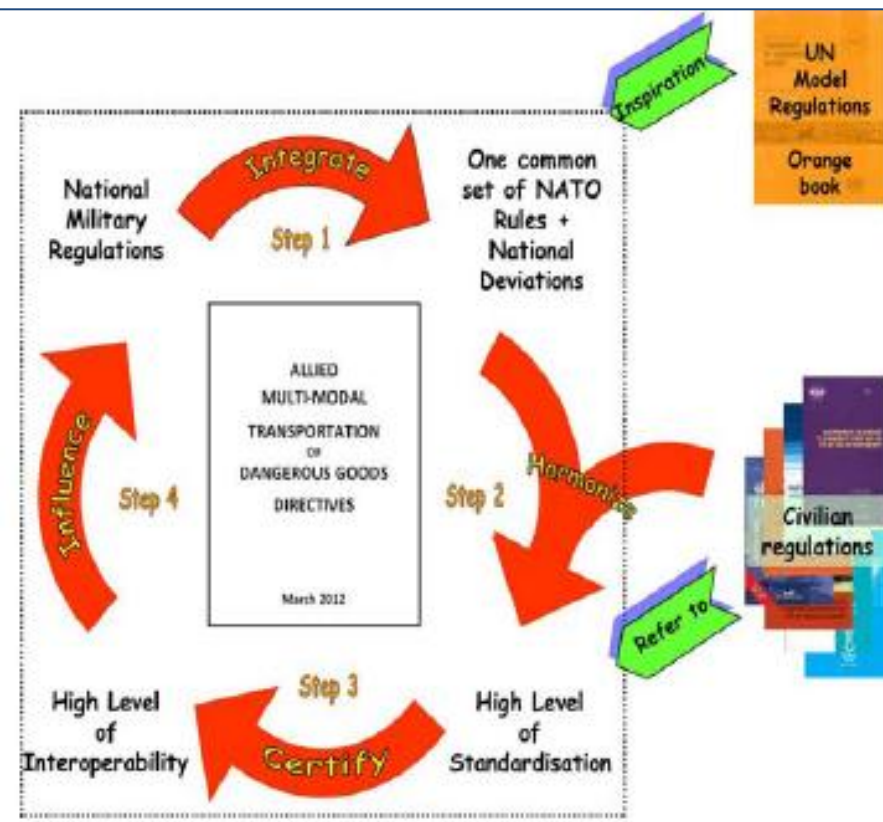 Inspiration
UN
Model
Regulations
Orange
book
National
Military
Regulations
Integrate
Step 1
One common
set of NATO
Rules +
National
Deviations
ALLIED
MULTI-MODAL
TRANSPORTATION
OF
DANGEROUS GOODS
DIRECTIVES
March 2012
Influence
Step 4
Step 2
Harmonize
Civilian
regulations
Refer to
Step 3
High Level
of
Interoperability
Certify
High Level
of
Standardisation